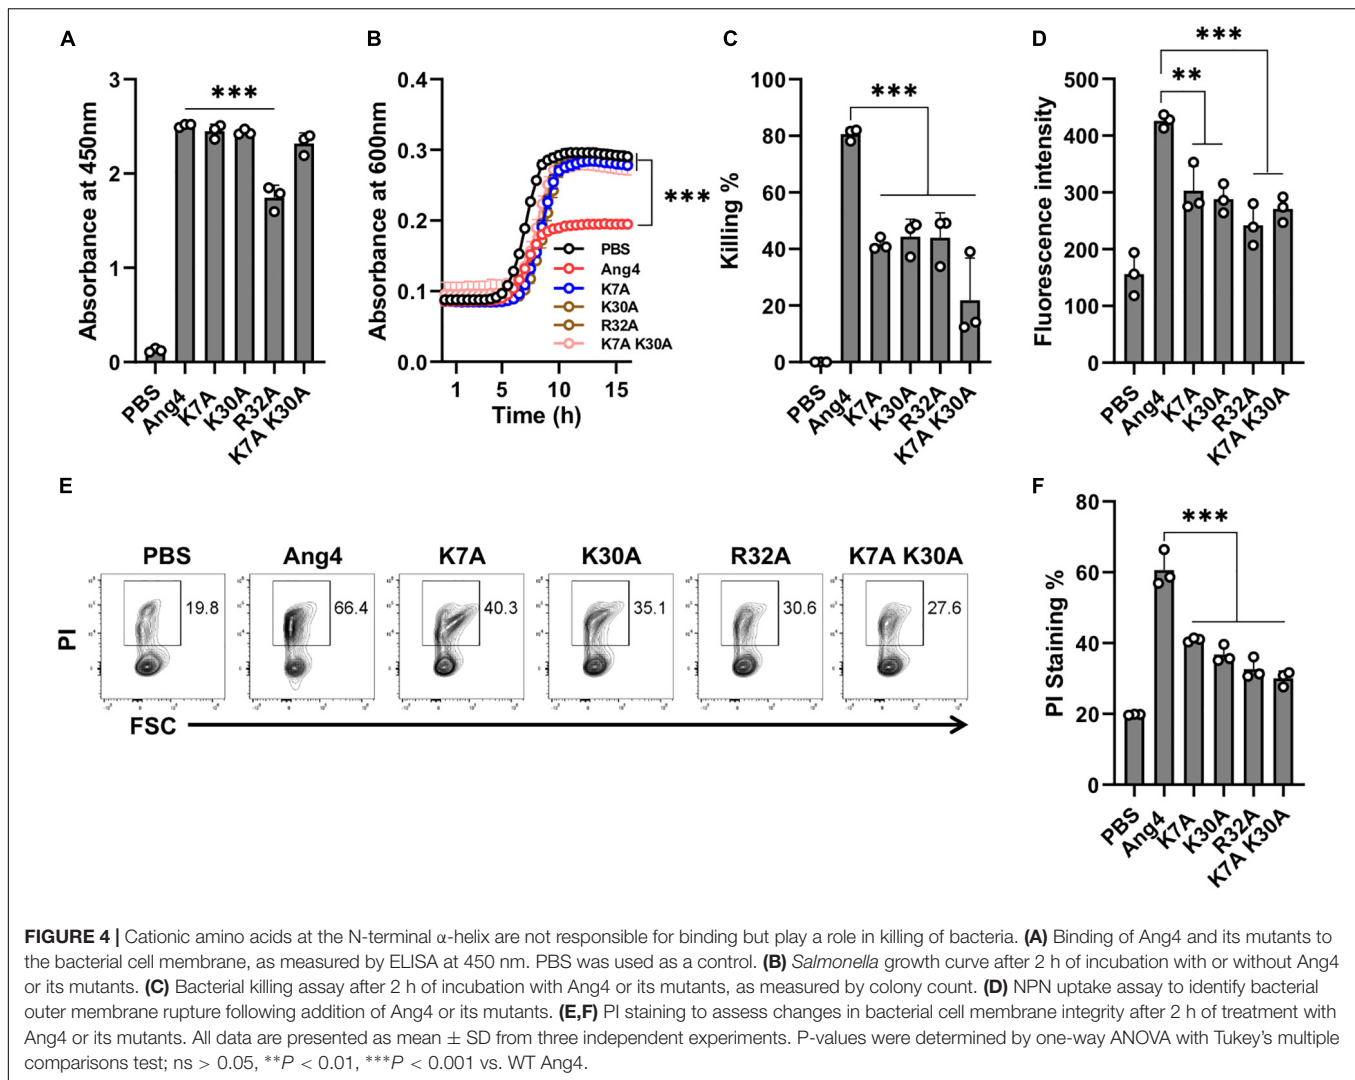 A
Absorbance at 450nm
3
2
1
0
***
PBS
Ang4
K7A
K30A
R32A
K7A K30A
B
Absorbance at 600nm
0.4
0.3
0.2
0.1
0.0
***
PBS
Ang4
K7A
K30A
R32A
K7A K30A
1 5 10 15
Time (h)
C
Killing %
100
80
60
40
20
0
***
PBS
Ang4
K7A
K30A
R32A
K7A K30A
D
Fluorescence intensity
500
400
300
200
100
0
***
**
PBS
Ang4
K7A
K30A
R32A
K7A K30A
E
PBS Ang4 K7A K30A R32A K7A K30A
19.8 66.4 40.3 35.1 30.6 27.6
PI
FSC
F
PI Staining %
80
60
40
20
0
***
PBS
Ang4
K7A
K30A
R32A
K7A K30A
FIGURE 4 | Cationic amino acids at the N-terminal α-helix are not responsible for binding but play a role in killing of bacteria. (A) Binding of Ang4 and its mutants to
the bacterial cell membrane, as measured by ELISA at 450 nm. PBS was used as a control. (B) Salmonella growth curve after 2 h of incubation with or without Ang4
or its mutants. (C) Bacterial killing assay after 2 h of incubation with Ang4 or its mutants, as measured by colony count. (D) NPN uptake assay to identify bacterial
outer membrane rupture following addition of Ang4 or its mutants. (E,F) PI staining to assess changes in bacterial cell membrane integrity after 2 h of treatment with
Ang4 or its mutants. All data are presented as mean ± SD from three independent experiments. P-values were determined by one-way ANOVA with Tukey's multiple
comparisons test; ns > 0.05, **P < 0.01, ***P < 0.001 vs. WT Ang4.